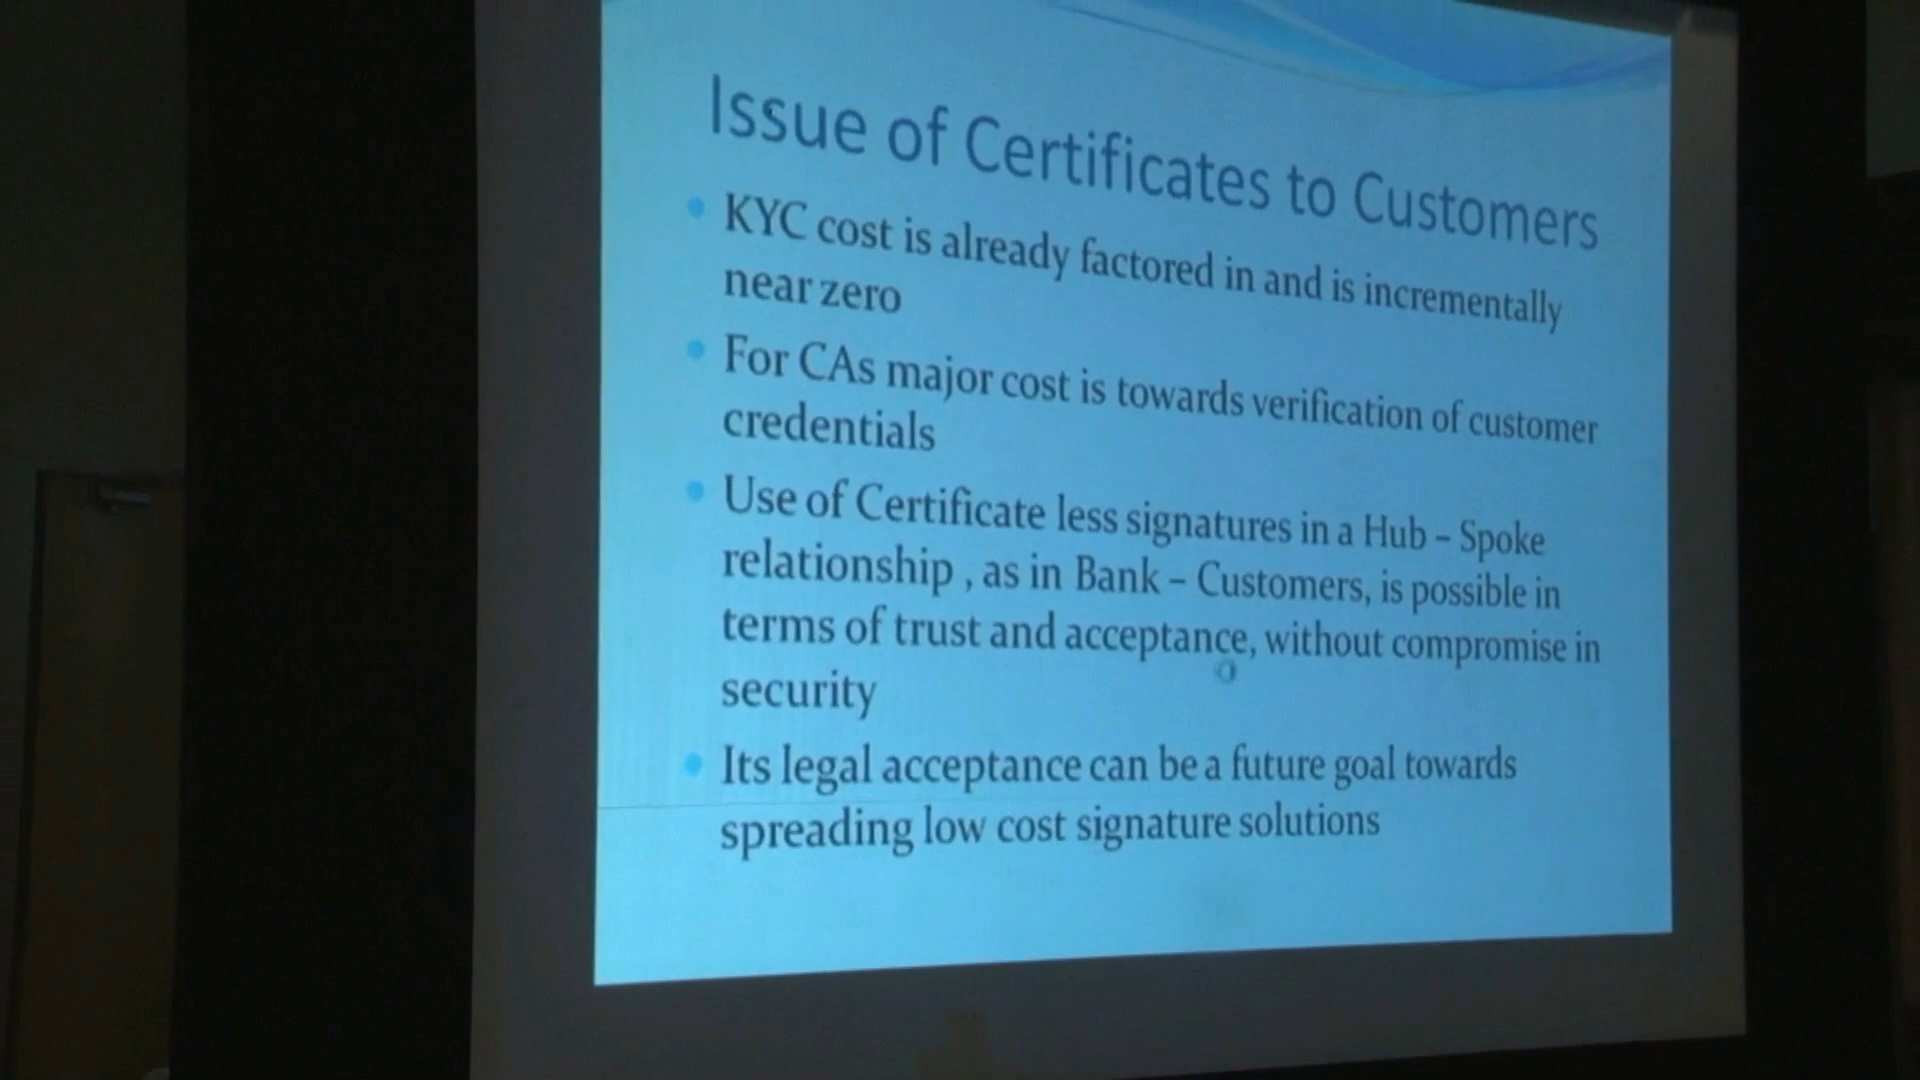 Issue of Certificates to Customers
• KYC cost is already factored in and is incrementally
near zero
• For CAs major cost is towards verification of customer
credentials
• Use of Certificate less signatures in a Hub – Spoke
relationship , as in Bank – Customers, is possible in
terms of trust and acceptance, without compromise in
security
• Its legal acceptance can be a future goal towards
spreading low cost signature solutions